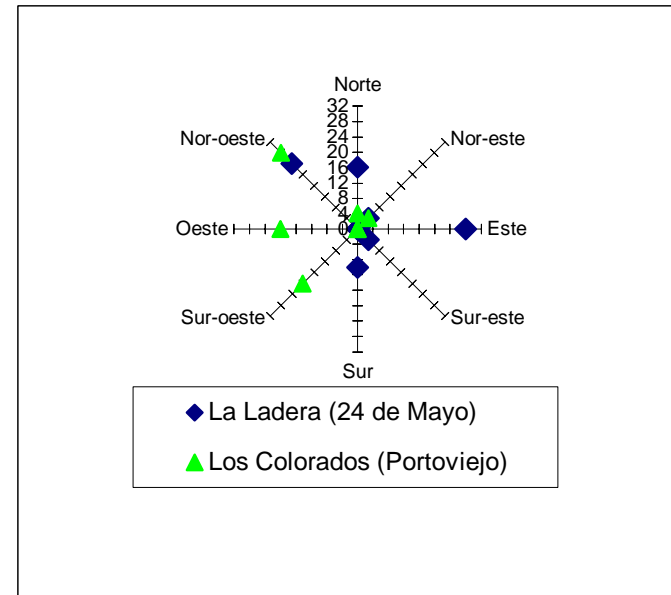 Norte
32
28
Nor-oeste
24
Nor-este
20
16
12
8
4
Oeste
0
Este
Sur-oeste
Sur-este
Sur
La Ladera (24 de Mayo)
Los Colorados (Portoviejo)